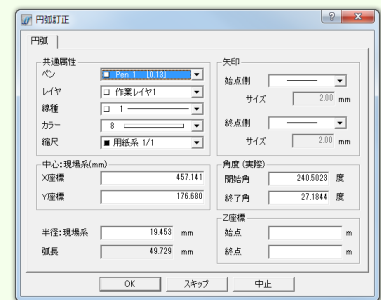 円弧訂正
円弧
共通属性
ペン
Pen 1 [0.13]
レイヤ
作業レイヤ1
線種
1
カラー
8
縮尺
用紙系 1/1
矢印
始点側
サイズ 2.00 mm
終点側
サイズ 2.00 mm
中心:現場系(mm)
X座標 457.141
Y座標 176.680
角度(実際)
開始角 240.5023 度
終了角 27.1844 度
半径:現場系 19.453 mm
弧長 49.729 mm
Z座標
始点 m
終点 m
OK スキップ 中止